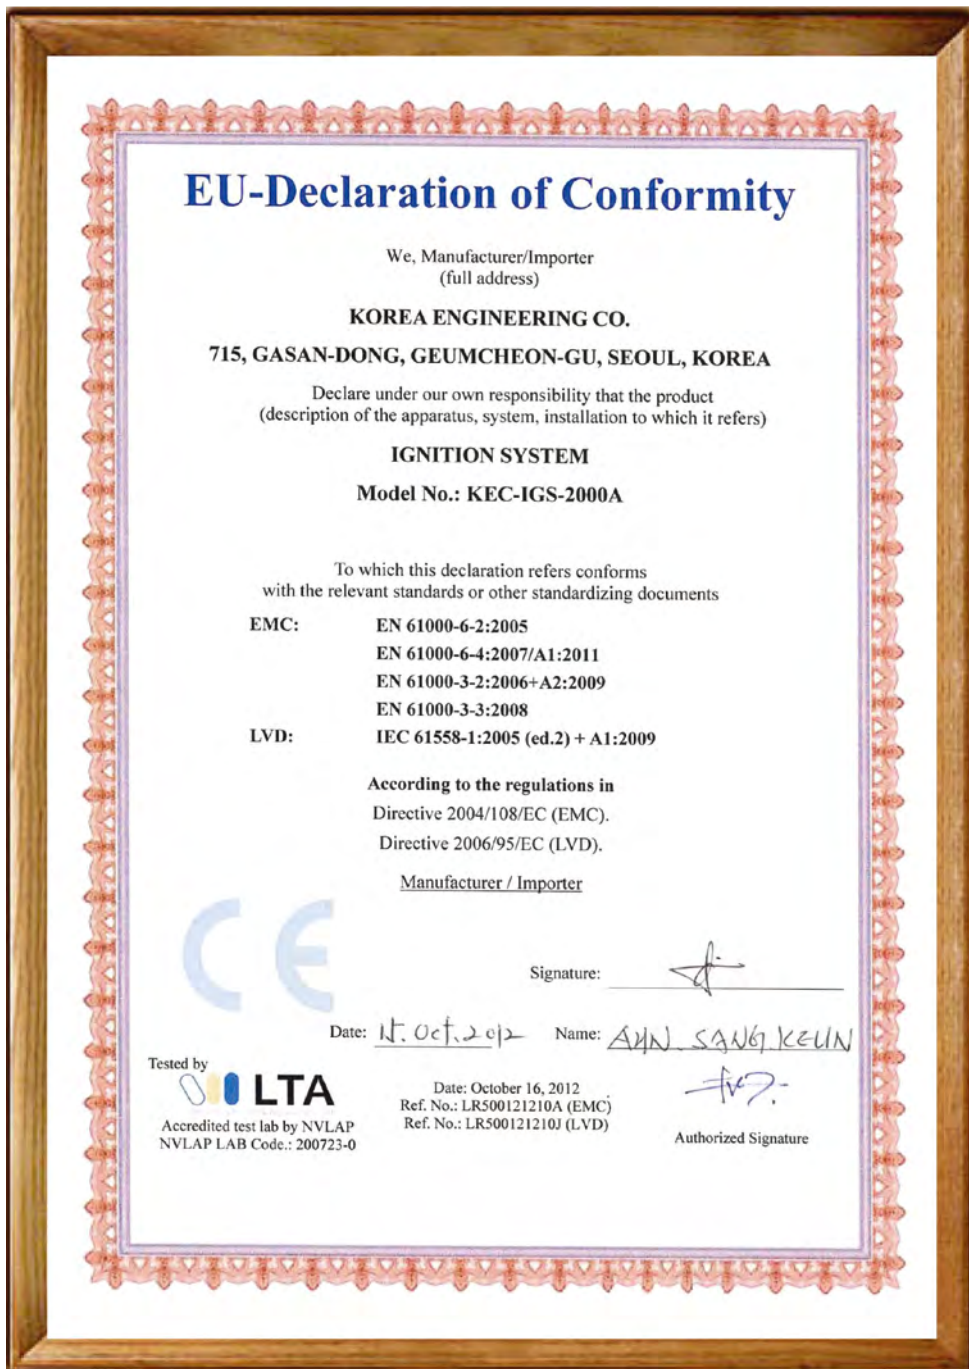 EU-Declaration of Conformity
We, Manufacturer/Importer
(full address)
KOREA ENGINEERING CO.
715, GASAN-DONG, GEUMCHEON-GU, SEOUL, KOREA
Declare under our own responsibility that the product
(description of the apparatus, system, installation to which it refers)
IGNITION SYSTEM
Model No.: KEC-IGS-2000A
To which this declaration refers conforms
with the relevant standards or other standardizing documents
EMC: EN 61000-6-2:2005
EN 61000-6-4:2007/A1:2011
EN 61000-3-2:2006+A2:2009
EN 61000-3-3:2008
LVD: IEC 61558-1:2005 (ed.2) + A1:2009
According to the regulations in
Directive 2004/108/EC (EMC).
Directive 2006/95/EC (LVD).
Manufacturer / Importer
CE
Signature:
Date: 15. Oct. 2012 Name: AHN SANG KEUN
Tested by
LTA
Accredited test lab by NVLAP
NVLAP LAB Code.: 200723-0
Date: October 16, 2012
Ref. No.: LR500121210A (EMC)
Ref. No.: LR500121210J (LVD)
Authorized Signature